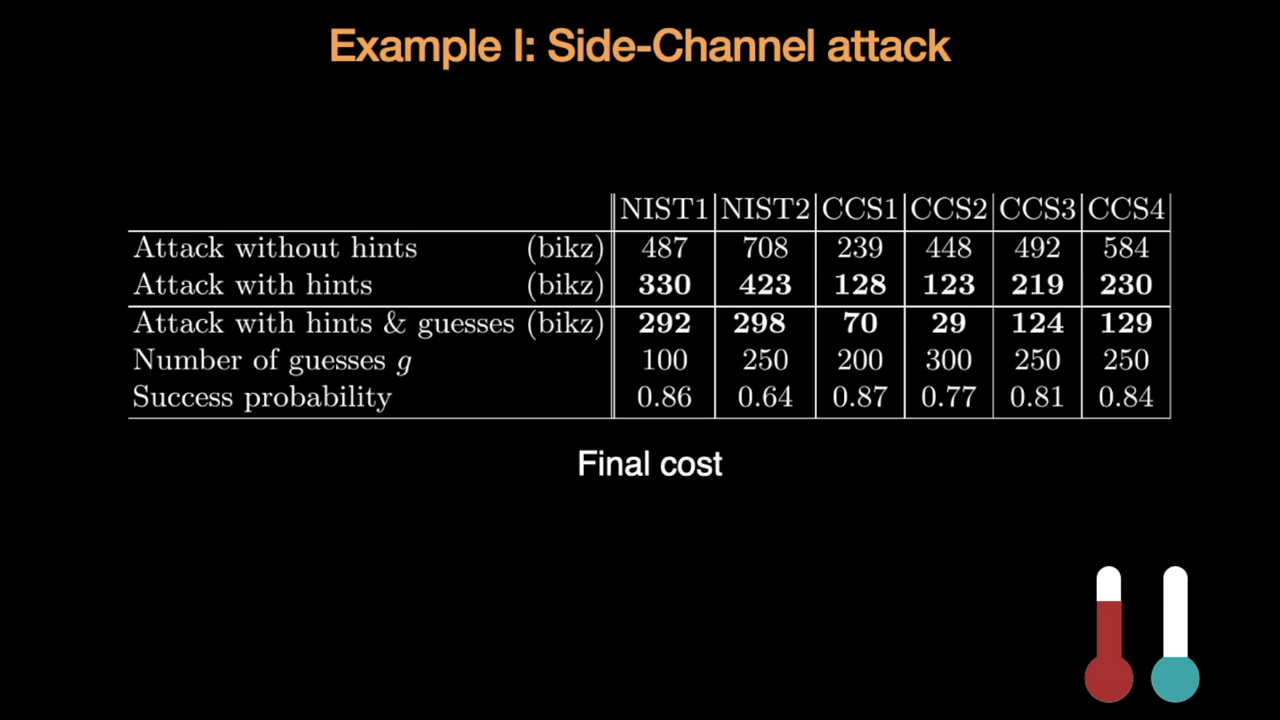 Example I: Side-Channel attack
NIST1 NIST2 CCS1 CCS2 CCS3 CCS4
Attack without hints (bikz) 487 708 239 448 492 584
Attack with hints (bikz) 330 423 128 123 219 230
Attack with hints & guesses (bikz) 292 298 70 29 124 129
Number of guesses g 100 250 200 300 250 250
Success probability 0.86 0.64 0.87 0.77 0.81 0.84
Final cost